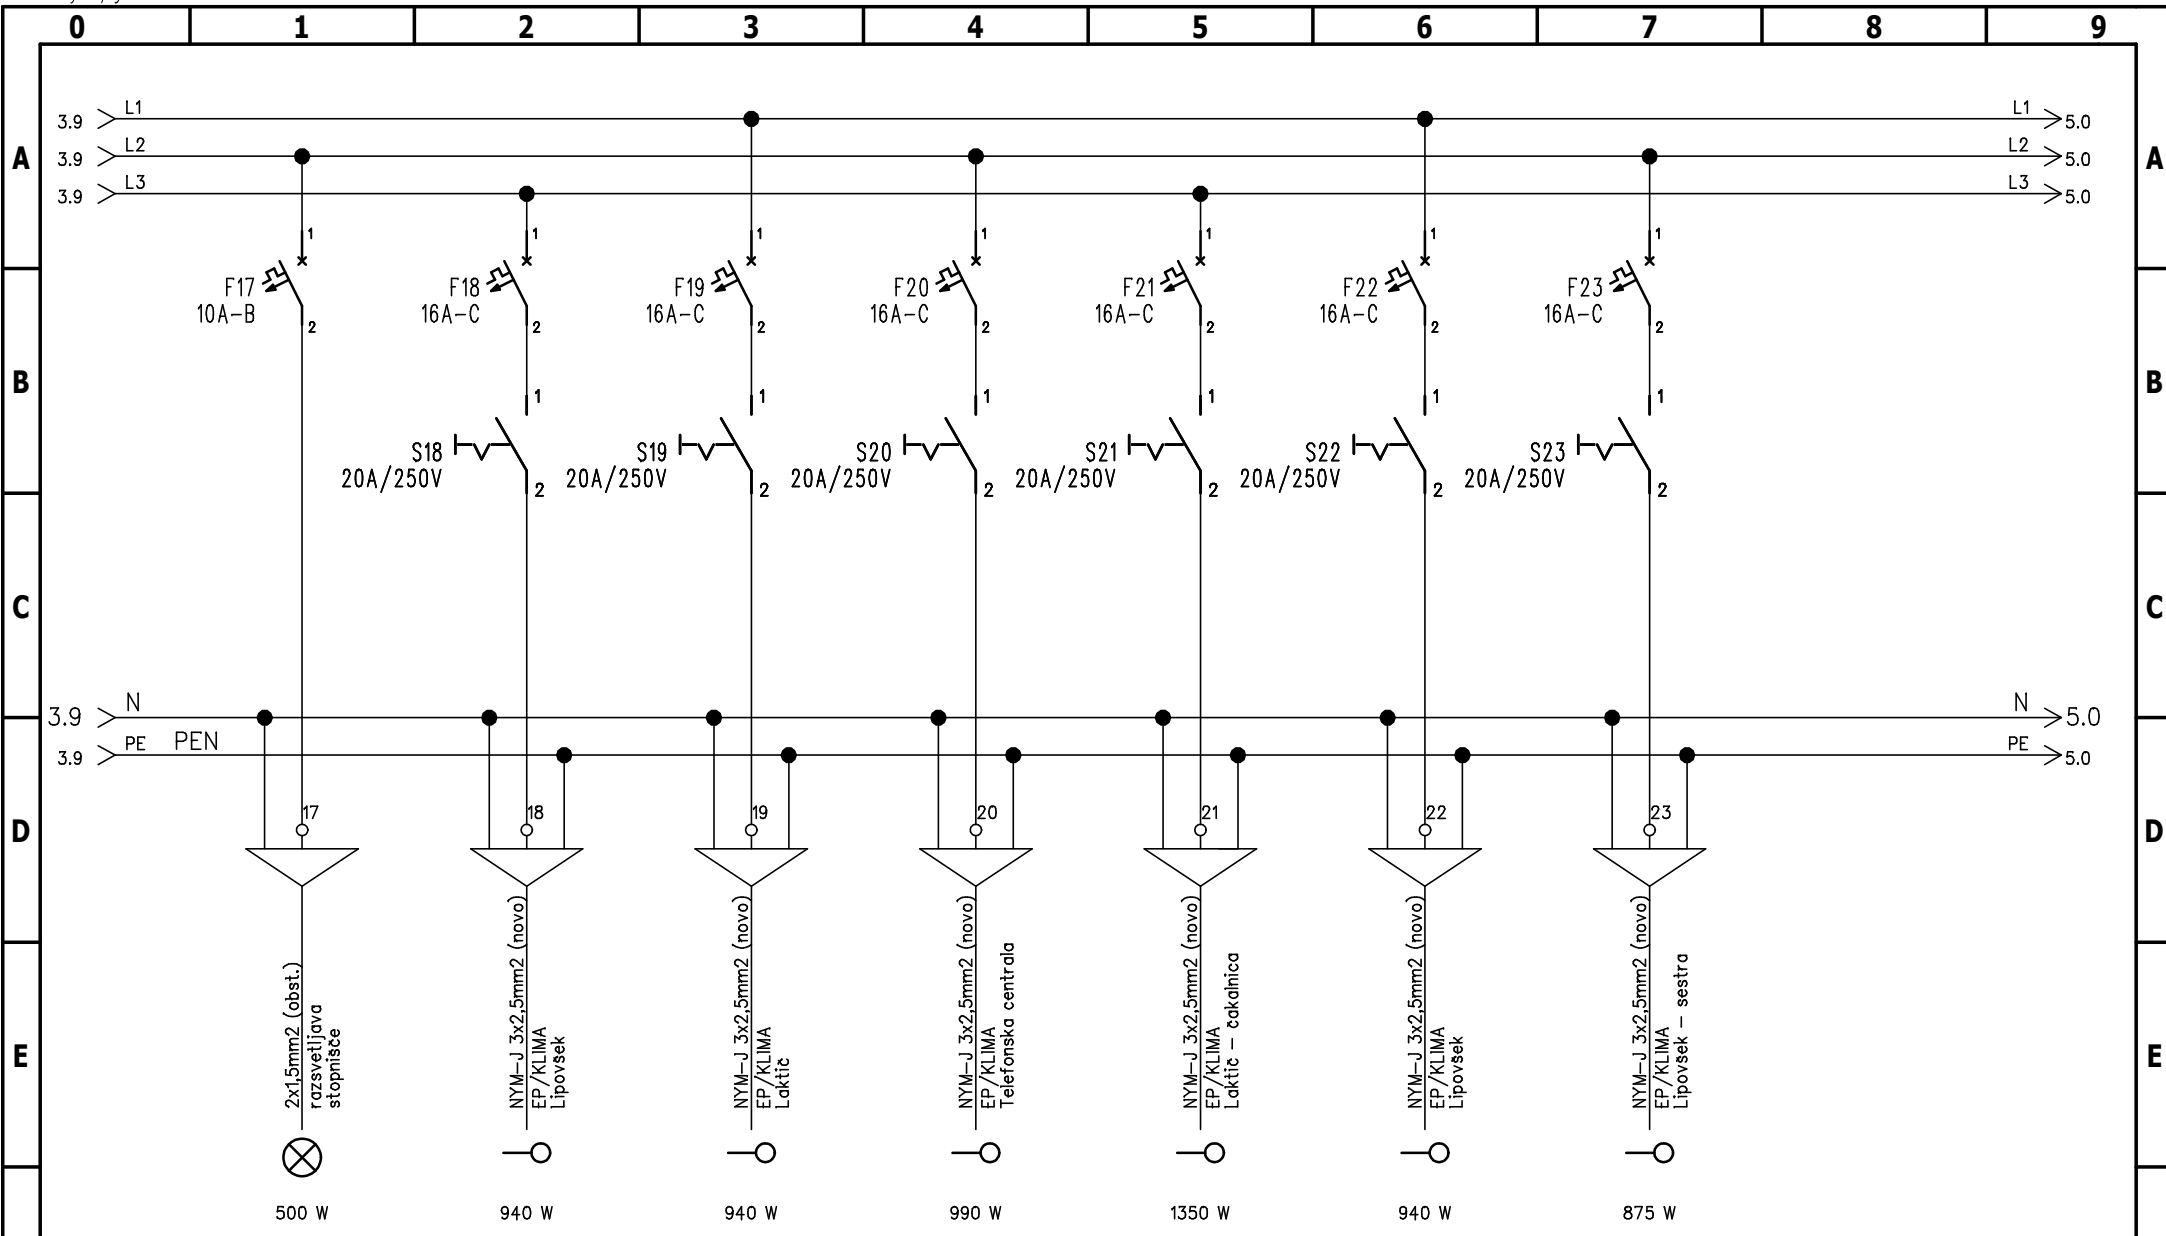 0 1 2 3 4 5 6 7 8 9
3.9 L1 L1 5.0
A 3.9 L2 L2 5.0 A
3.9 L3 L3 5.0
1 1 1 1 1 1 1
F17 F18 F19 F20 F21 F22 F23
10A-B 16A-C 16A-C 16A-C 16A-C 16A-C 16A-C
2 2 2 2 2 2 2
B B
1 1 1 1 1 1
S18 S19 S20 S21 S22 S23
20A/250V 20A/250V 20A/250V 20A/250V 20A/250V 20A/250V
2 2 2 2 2 2
C C
3.9 N N 5.0
3.9 PE PEN PE 5.0
17 18 19 20 21 22 23
D D
2x1,5mm2 (obst.)
razsvetljava
stopnišče
NYM-J 3x2,5mm2 (novo)
EP/KLIMA
Lipovšek
NYM-J 3x2,5mm2 (novo)
EP/KLIMA
Laktič
NYM-J 3x2,5mm2 (novo)
EP/KLIMA
Telefonska centrala
NYM-J 3x2,5mm2 (novo)
EP/KLIMA
Laktič - čakalnica
NYM-J 3x2,5mm2 (novo)
EP/KLIMA
Lipovšek
NYM-J 3x2,5mm2 (novo)
EP/KLIMA
Lipovšek - sestra
E E
500 W 940 W 940 W 990 W 1350 W 940 W 875 W